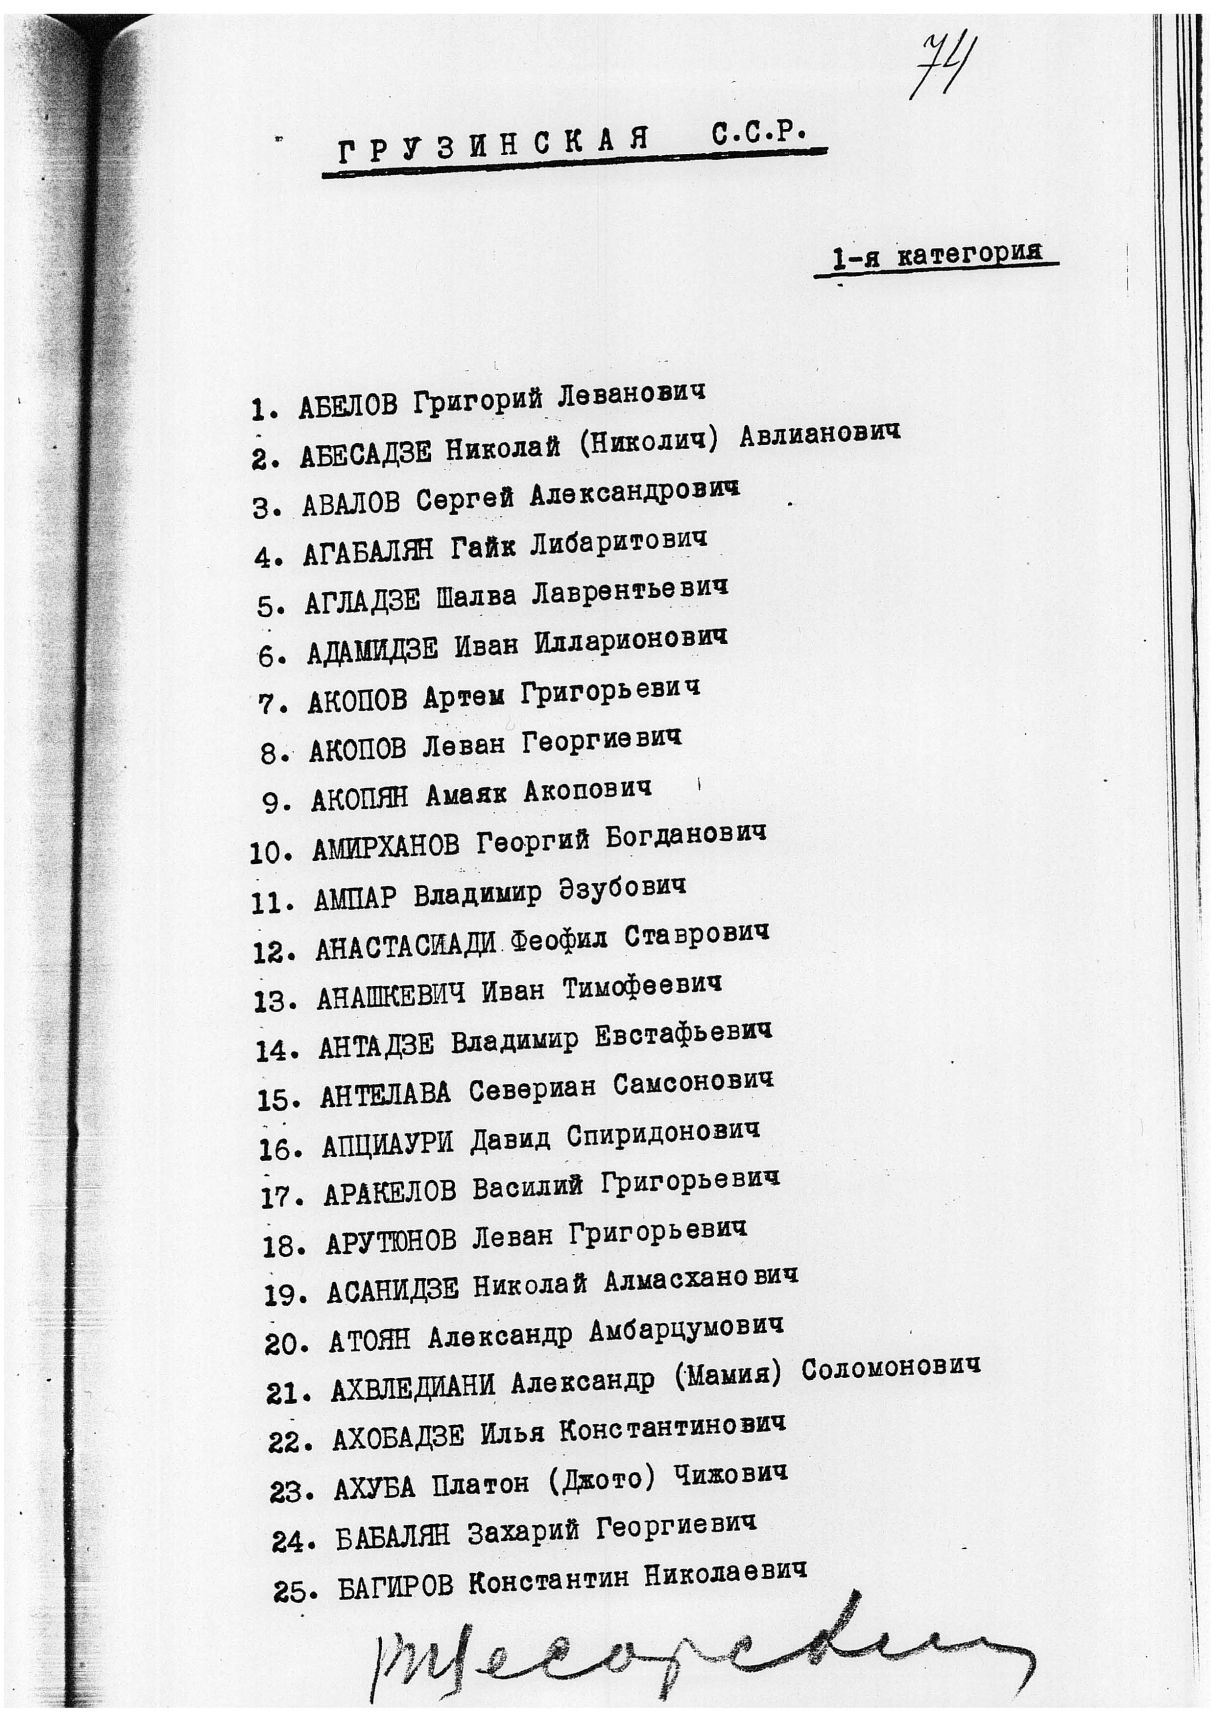 74
ГРУЗИНСКАЯ С.С.Р.
1-я категория
1. АБЕЛОВ Григорий Леванович
2. АБЕСАДЗЕ Николай (Николич) Авлианович
3. АВАЛОВ Сергей Александрович
4. АГАБАЛЯН Гайк Либаритович
5. АГЛАДЗЕ Шалва Лаврентьевич
6. АДАМИДЗЕ Иван Илларионович
7. АКОПОВ Артем Григорьевич
8. АКОПОВ Леван Георгиевич
9. АКОПЯН Амаяк Акопович
10. АМИРХАНОВ Георгий Богданович
11. АМПАР Владимир Эзубович
12. АНАСТАСИАДИ Феофил Ставрович
13. АНАШКЕВИЧ Иван Тимофеевич
14. АНТАДЗЕ Владимир Евстафьевич
15. АНТЕЛАВА Севериан Самсонович
16. АПЦИАУРИ Давид Спиридонович
17. АРАКЕЛОВ Василий Григорьевич
18. АРУТЮНОВ Леван Григорьевич
19. АСАНИДЗЕ Николай Алмасханович
20. АТОЯН Александр Амбарцумович
21. АХВЛЕДИАНИ Александр (Мамия) Соломонович
22. АХОБАДЗЕ Илья Константинович
23. АХУБА Платон (Джото) Чижович
24. БАБАЛЯН Захарий Георгиевич
25. БАГИРОВ Константин Николаевич